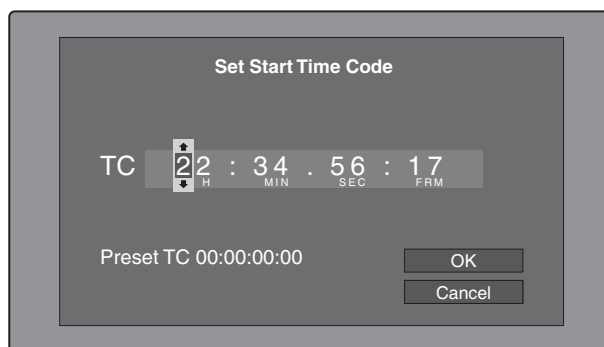 Set Start Time Code
TC 22 : 34 . 56 : 17
H MIN SEC FRM
Preset TC 00:00:00:00
OK
Cancel